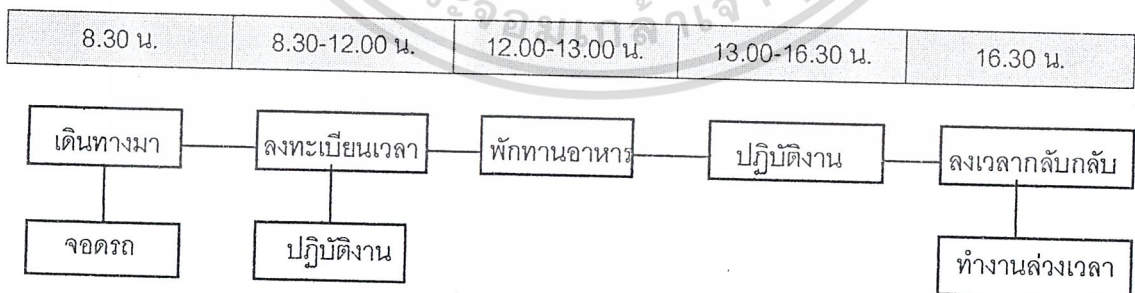 8.30 น. 8.30-12.00 น. 12.00-13.00 น. 13.00-16.30 น. 16.30 น.
เดินทางมา ลงทะเบียนเวลา พักทานอาหาร ปฏิบัติงาน ลงเวลากลับกลับ
จอดรถ ปฏิบัติงาน ทำงานล่วงเวลา